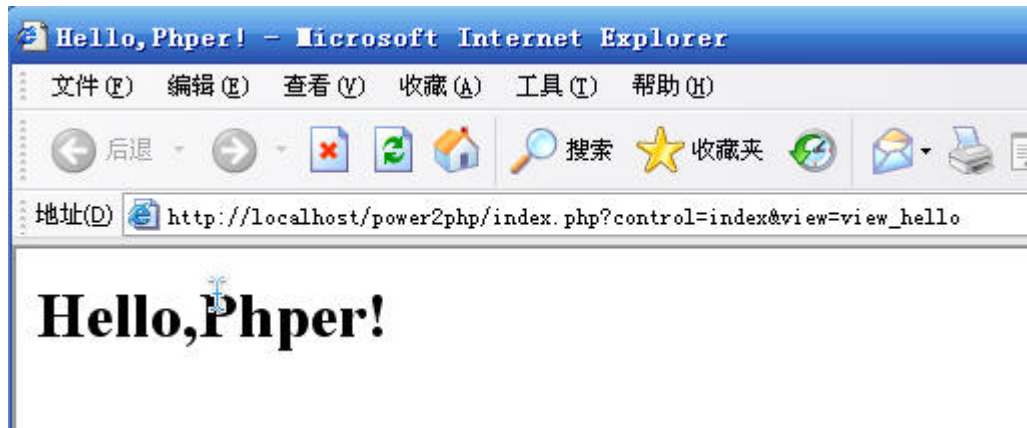 Hello,Phper! - Microsoft Internet Explorer
文件(F) 编辑(E) 查看(V) 收藏(A) 工具(T) 帮助(H)
后退 搜索 收藏夹
地址(D) http://localhost/power2php/index.php?control=index&view=view_hello
Hello,Phper!